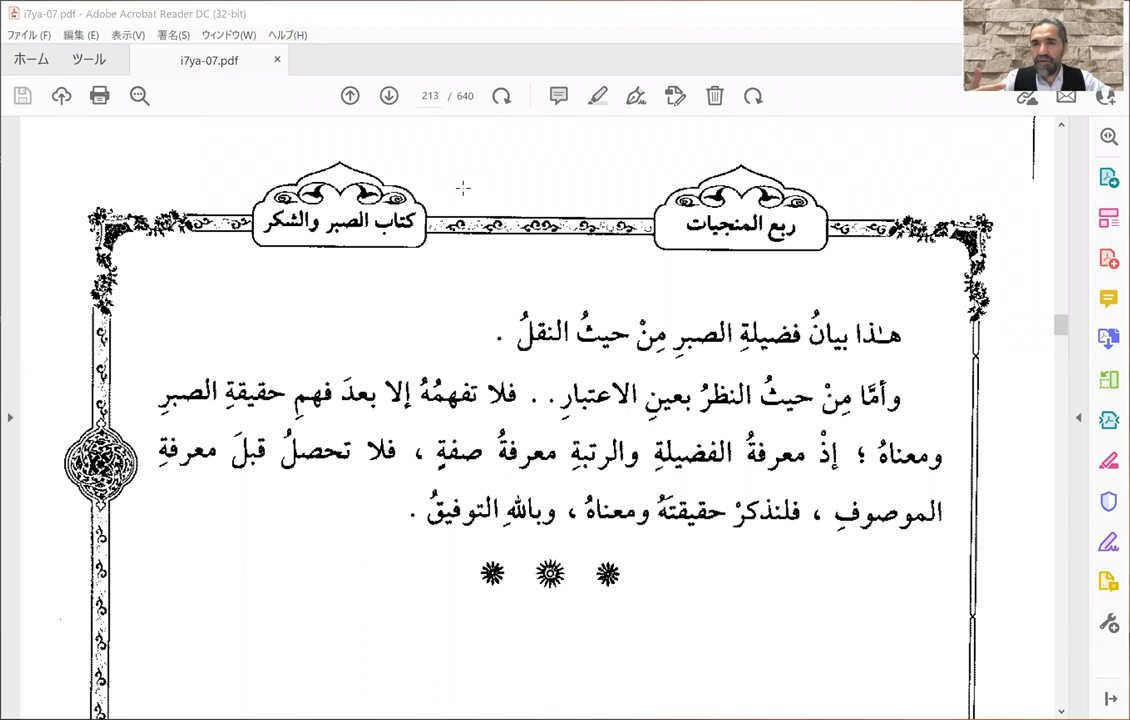 i7ya-07.pdf - Adobe Acrobat Reader DC (32-bit)
ファイル (F) 編集 (E) 表示(V) 署名(S) ウィンドウ(W) ヘルプ(H)
ホーム ツール i7ya-07.pdf ×
213 / 640
ربع المنجيات كتاب الصبر والشكر
هـٰذا بيانُ فضيلةِ الصبرِ مِنْ حيثُ النقلُ .
وأمَّا مِنْ حيثُ النظرُ بعينِ الاعتبارِ . . فلا تفهمُهُ إلا بعدَ فهمِ حقيقةِ الصبرِ
ومعناهُ ؛ إذْ معرفةُ الفضيلةِ والرتبةِ معرفةُ صفةٍ ، فلا تحصلُ قبلَ معرفةِ
الموصوفِ ، فلنذكرْ حقيقتَهُ ومعناهُ ، وباللهِ التوفيقُ .